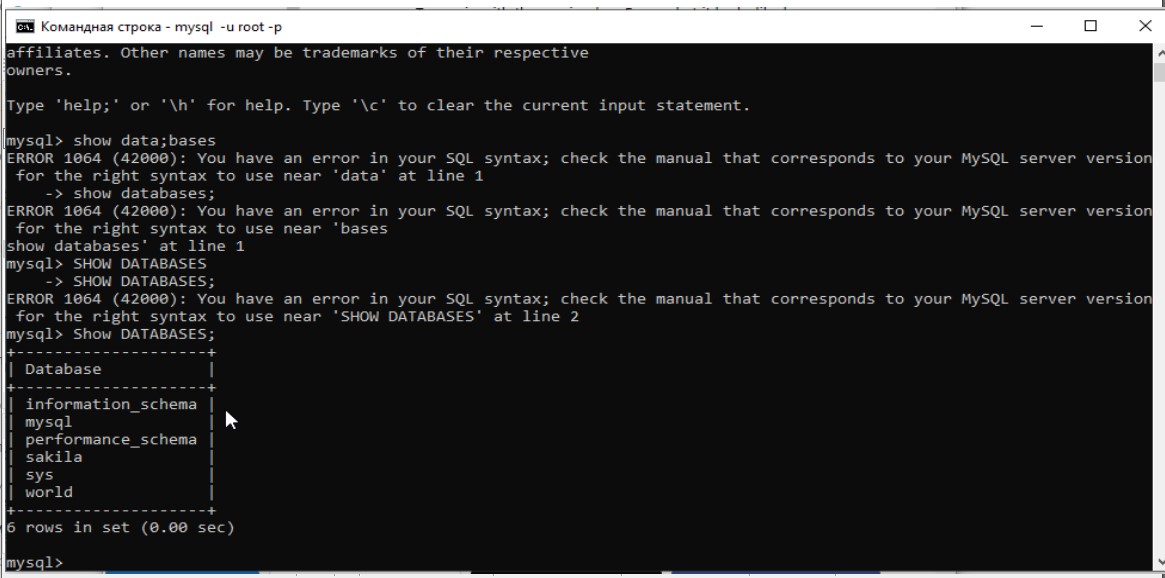 Командная строка - mysql -u root -p
affiliates. Other names may be trademarks of their respective
owners.
Type 'help;' or '\h' for help. Type '\c' to clear the current input statement.
mysql> show data;bases
ERROR 1064 (42000): You have an error in your SQL syntax; check the manual that corresponds to your MySQL server version
 for the right syntax to use near 'data' at line 1
    -> show databases;
ERROR 1064 (42000): You have an error in your SQL syntax; check the manual that corresponds to your MySQL server version
 for the right syntax to use near 'bases
show databases' at line 1
mysql> SHOW DATABASES
    -> SHOW DATABASES;
ERROR 1064 (42000): You have an error in your SQL syntax; check the manual that corresponds to your MySQL server version
 for the right syntax to use near 'SHOW DATABASES' at line 2
mysql> Show DATABASES;
+--------------------+
| Database           |
+--------------------+
| information_schema |
| mysql              |
| performance_schema |
| sakila             |
| sys                |
| world              |
+--------------------+
6 rows in set (0.00 sec)
mysql>